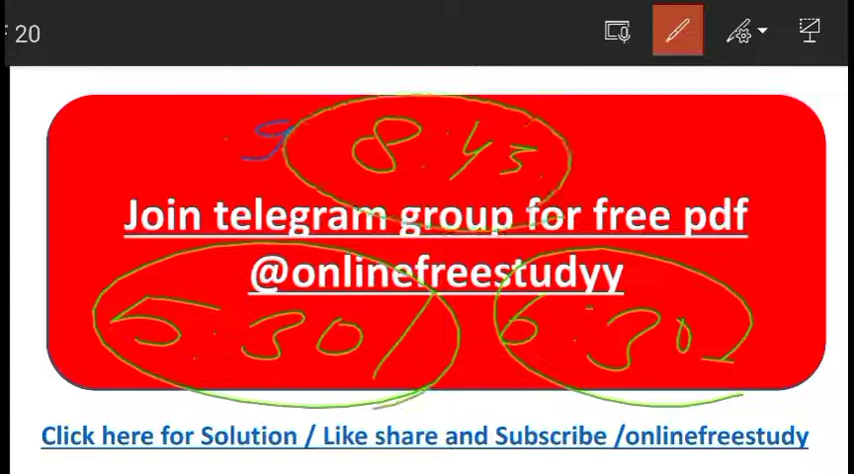 20
9 8.43
Join telegram group for free pdf
@onlinefreestudyy
5.30/ 6:30
Click here for Solution / Like share and Subscribe /onlinefreestudy